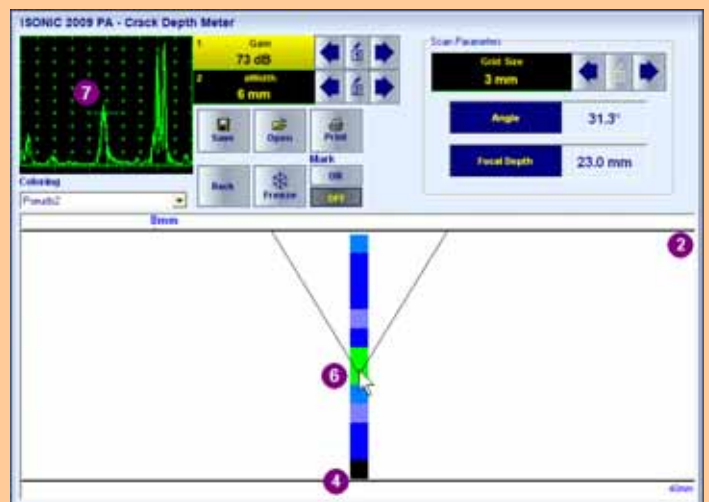 ISONIC 2009 PA - Crack Depth Meter
1 Gain
73 dB
2 aWidth
6 mm
Scan Parameters
Grid Size
3 mm
Angle 31.3°
Focal Depth 23.0 mm
7
Save Open Print
Mark
ON
Back Freeze OFF
Coloring
Pseudo2
0mm
2
6
4
40mm